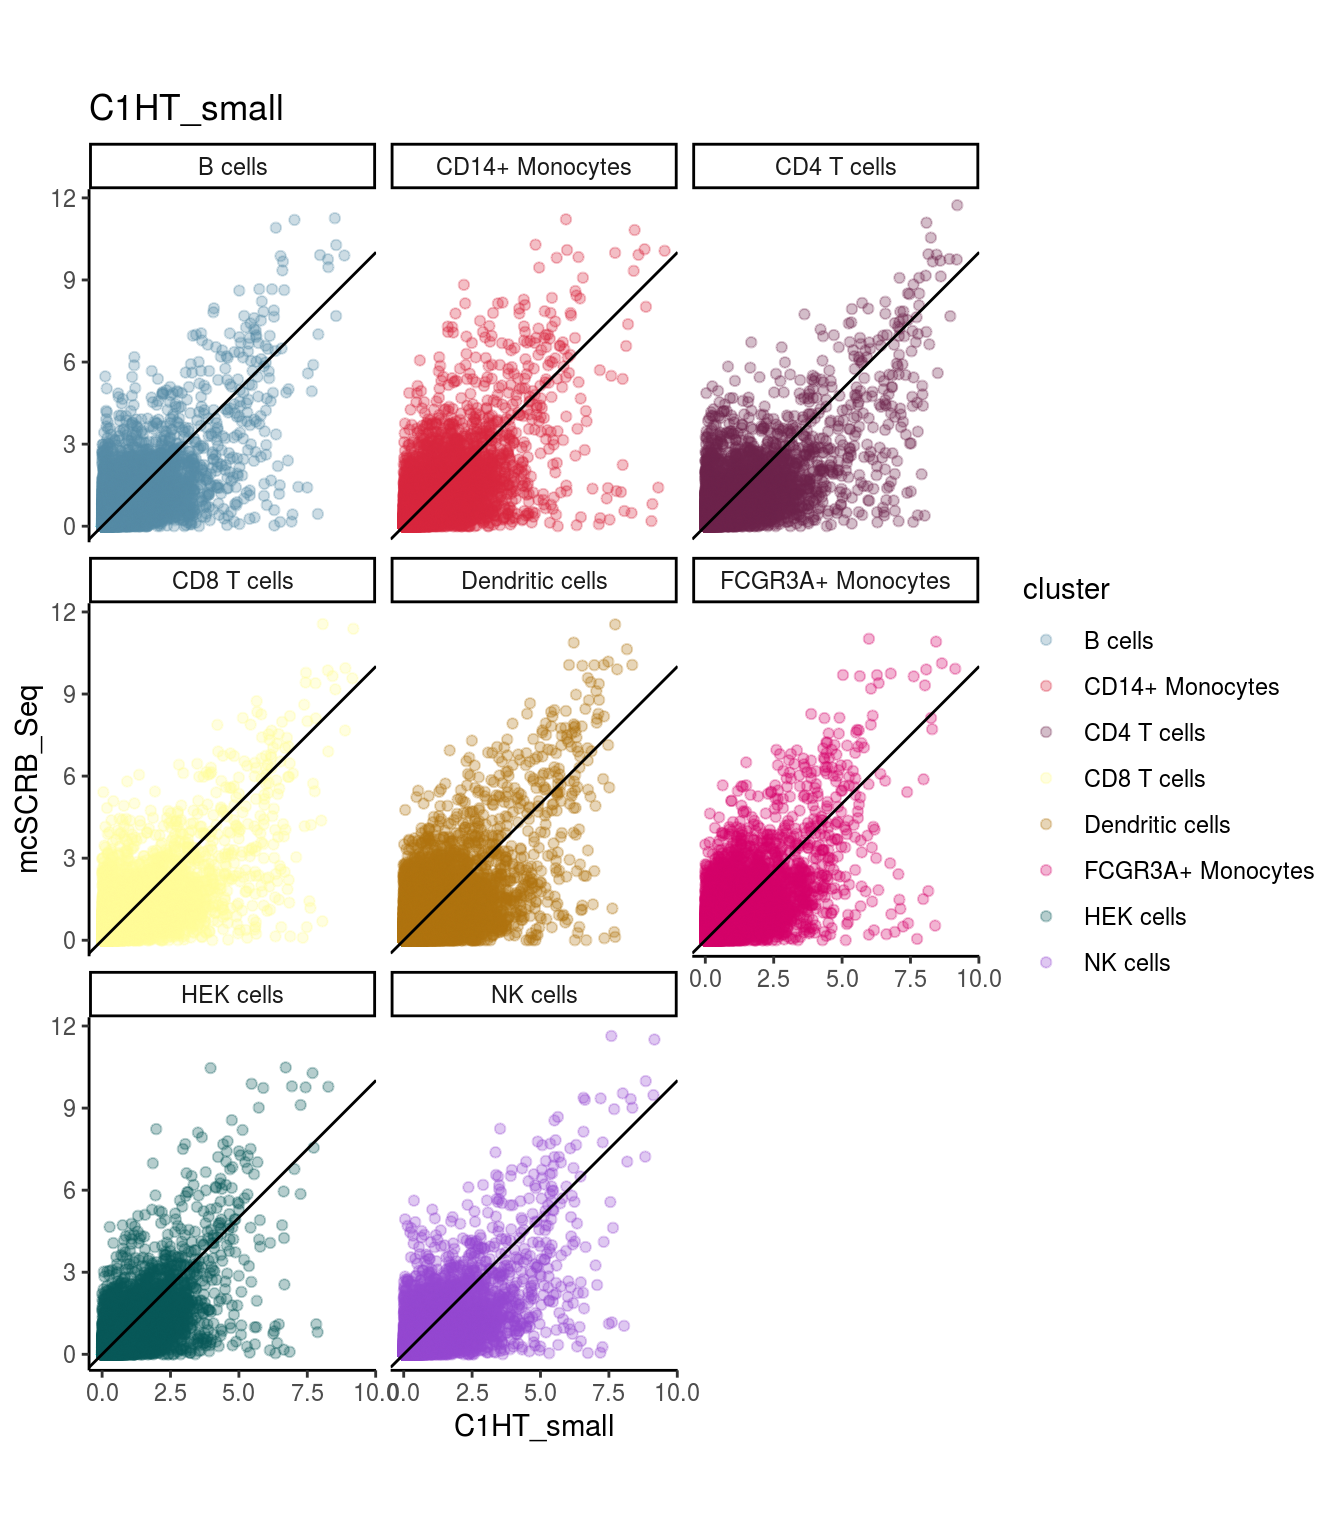 C1HT_small
B cells
CD14+ Monocytes
CD4 T cells
12
9
6
3
0
CD8 T cells
Dendritic cells
FCGR3A+ Monocytes
12
9
6
3
0
0.0 2.5 5.0 7.5 10.0
HEK cells
NK cells
12
9
6
3
0
0.0 2.5 5.0 7.5 10.0
0.0 2.5 5.0 7.5 10.0
C1HT_small
mcSCRB_Seq
cluster
B cells
CD14+ Monocytes
CD4 T cells
CD8 T cells
Dendritic cells
FCGR3A+ Monocytes
HEK cells
NK cells